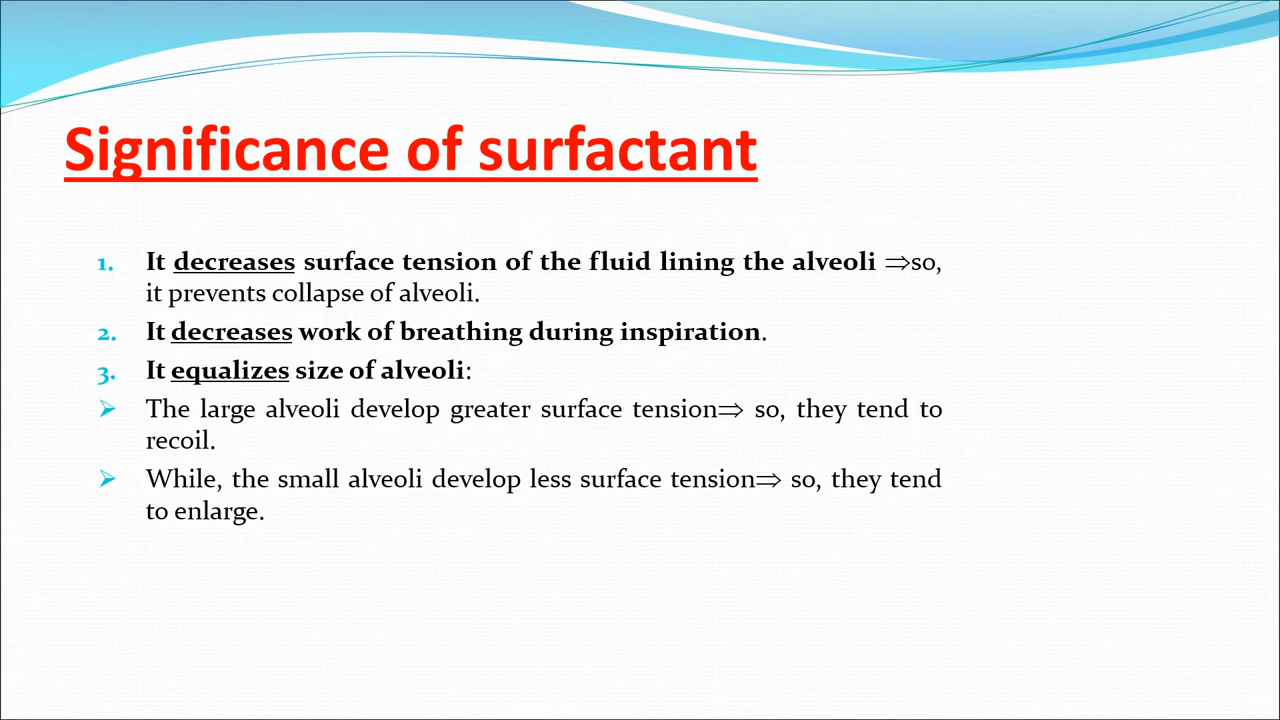 Significance of surfactant
1. It decreases surface tension of the fluid lining the alveoli ⇒so,
it prevents collapse of alveoli.
2. It decreases work of breathing during inspiration.
3. It equalizes size of alveoli:
➢ The large alveoli develop greater surface tension⇒ so, they tend to
recoil.
➢ While, the small alveoli develop less surface tension⇒ so, they tend
to enlarge.